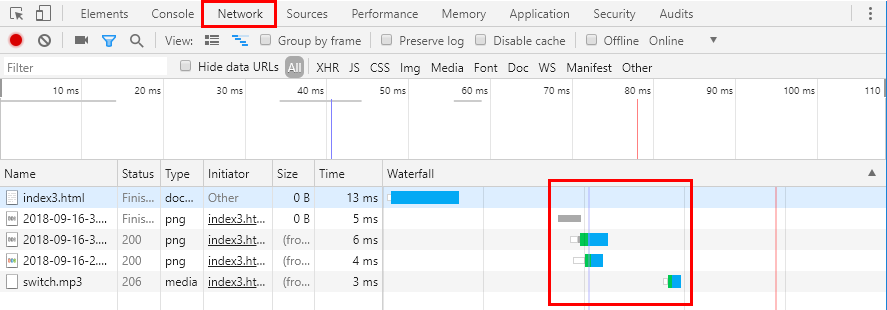 Elements Console Network Sources Performance Memory Application Security Audits
View: Group by frame Preserve log Disable cache Offline Online
Filter Hide data URLs All XHR JS CSS Img Media Font Doc WS Manifest Other
10 ms 20 ms 30 ms 40 ms 50 ms 60 ms 70 ms 80 ms 90 ms 100 ms 110
Name Status Type Initiator Size Time Waterfall
index3.html Finis... doc... Other 0 B 13 ms
2018-09-16-3.... Finis... png index3.ht... 0 B 5 ms
2018-09-16-3.... 200 png index3.ht... (fro... 6 ms
2018-09-16-2.... 200 png index3.ht... (fro... 4 ms
switch.mp3 206 media index3.ht... (fro... 3 ms